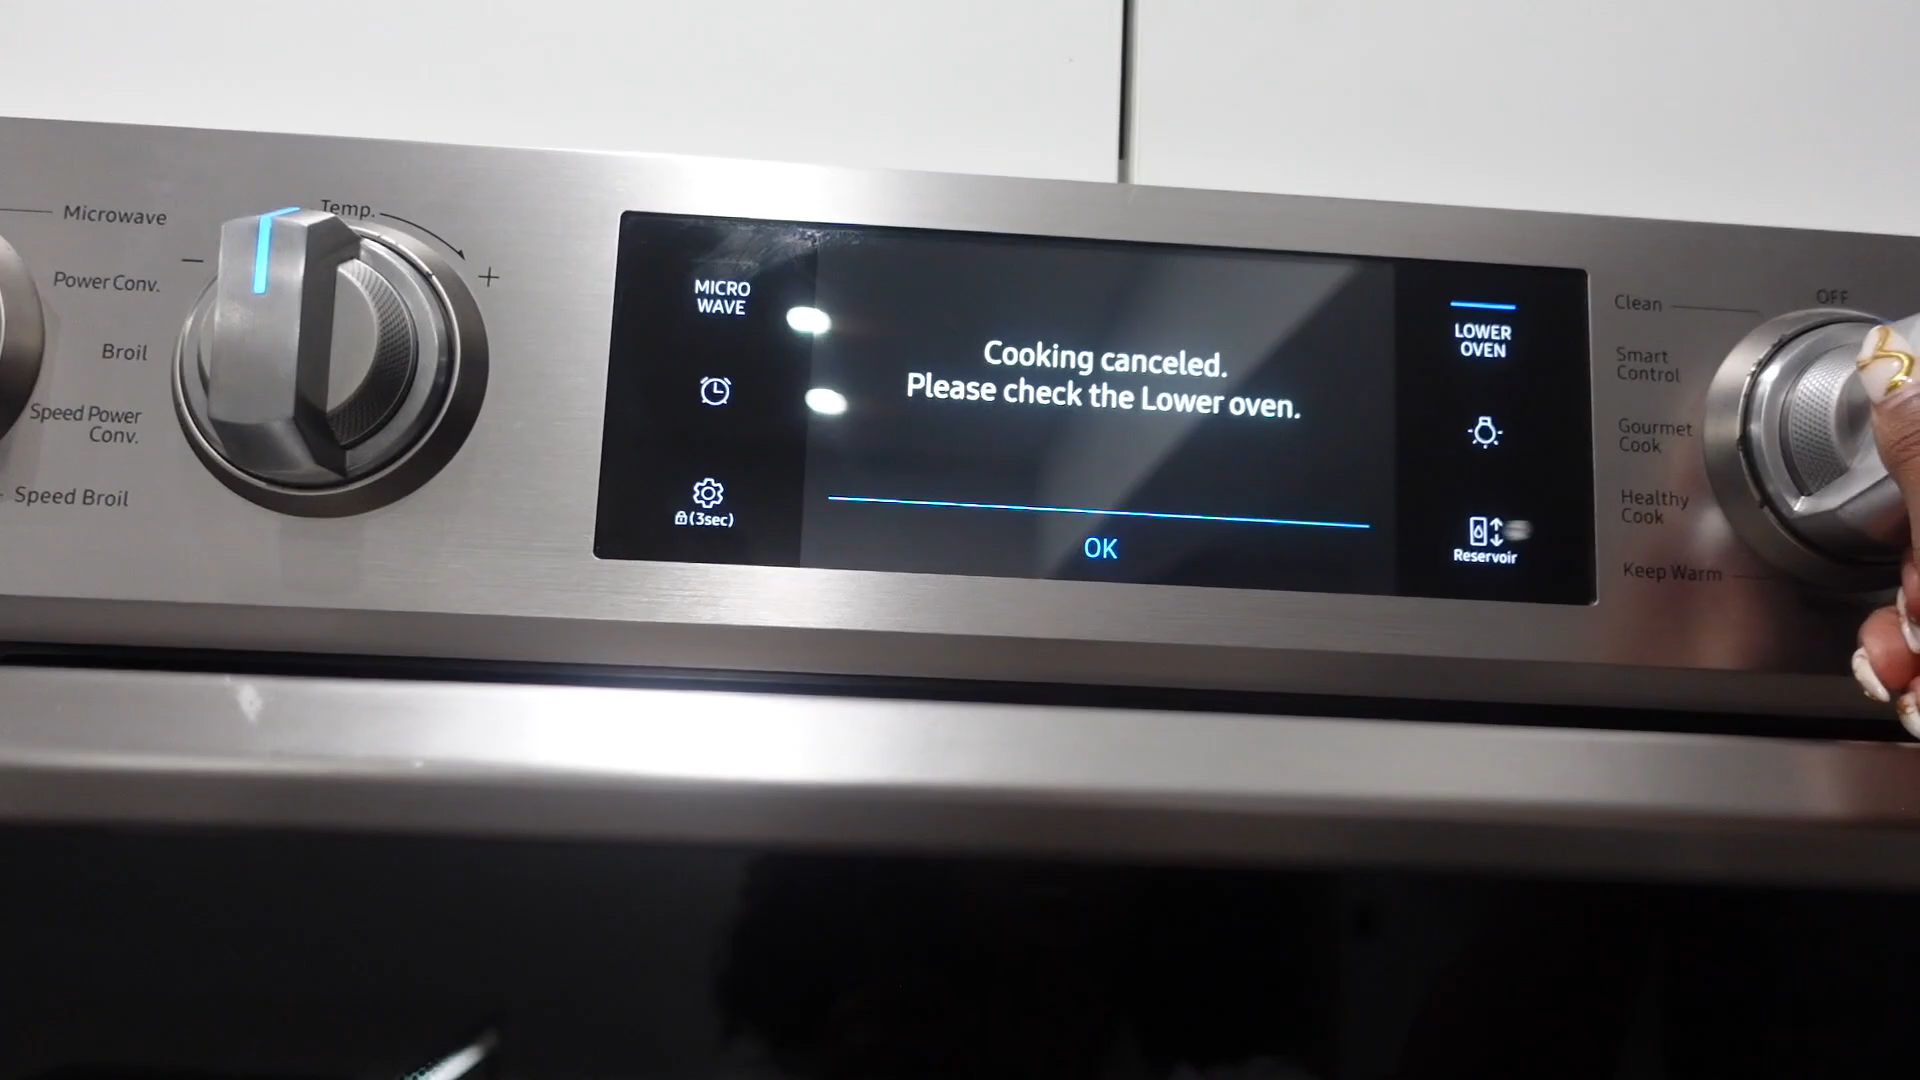 Microwave
Power Conv.
Broil
Speed Power
Conv.
Speed Broil
Temp.
−
+
MICRO
WAVE
(3sec)
Cooking canceled.
Please check the Lower oven.
OK
LOWER
OVEN
Reservoir
Clean
Smart
Control
Gourmet
Cook
Healthy
Cook
Keep Warm
OFF